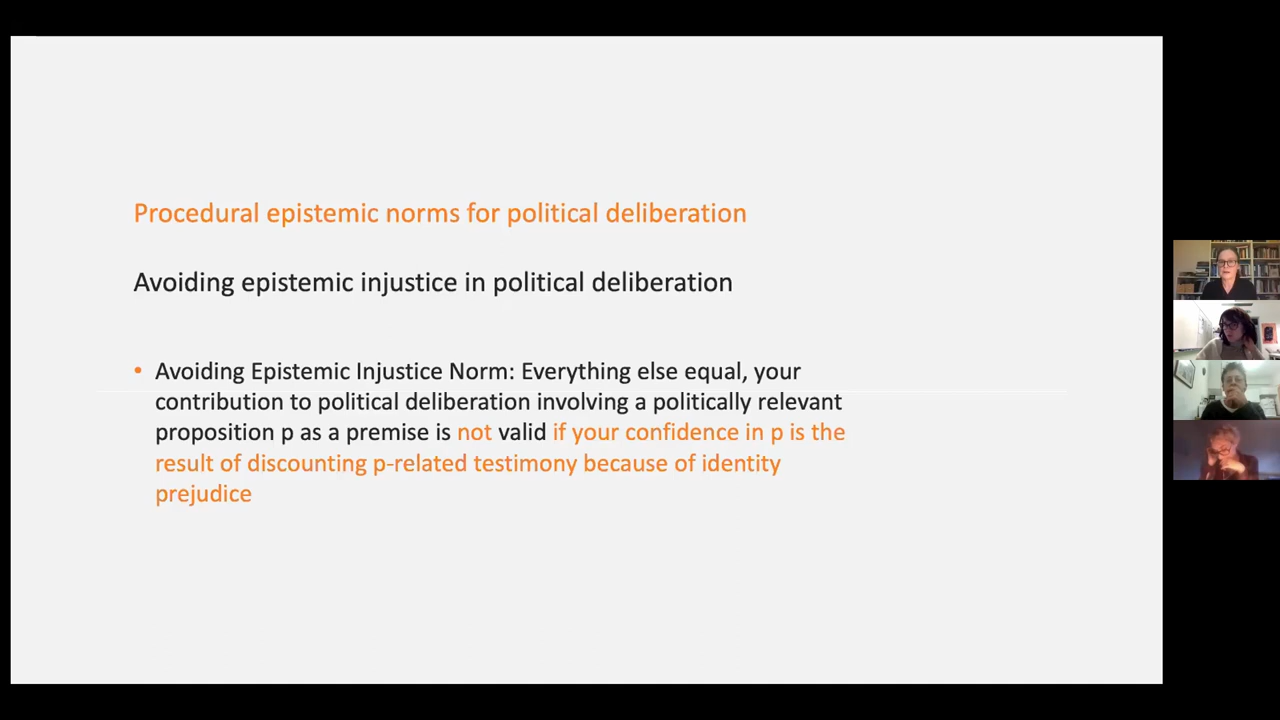 Procedural epistemic norms for political deliberation
Avoiding epistemic injustice in political deliberation
• Avoiding Epistemic Injustice Norm: Everything else equal, your
contribution to political deliberation involving a politically relevant
proposition p as a premise is not valid if your confidence in p is the
result of discounting p-related testimony because of identity
prejudice